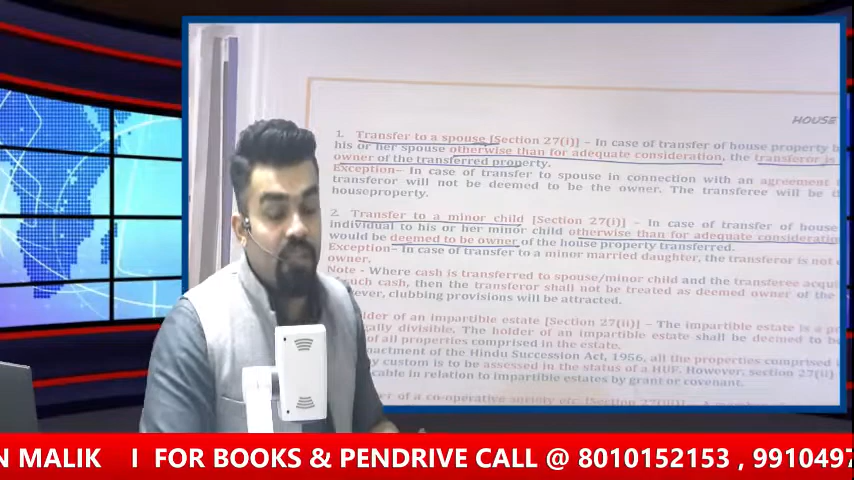 HOUSE
1. Transfer to a spouse [Section 27(i)] – In case of transfer of house property
his or her spouse otherwise than for adequate consideration, the transferor is
owner of the transferred property.
Exception– In case of transfer to spouse in connection with an agreement
transferor will not be deemed to be the owner. The transferee will be
houseproperty.
2. Transfer to a minor child [Section 27(i)] – In case of transfer of house
individual to his or her minor child otherwise than for adequate consideration
would be deemed to be owner of the house property transferred.
Exception– In case of transfer to a minor married daughter, the transferor is not
owner.
Note - Where cash is transferred to spouse/minor child and the transferee
such cash, then the transferor shall not be treated as deemed owner of the
clubbing provisions will be attracted.
of an impartible estate [Section 27(ii)] – The impartible estate is a
divisible. The holder of an impartible estate shall be deemed to
of all properties comprised in the estate.
of the Hindu Succession Act, 1956, all the properties comprised
custom is to be assessed in the status of a HUF. However, section 27(ii)
in relation to impartible estates by grant or covenant.
of a co-operative society etc. [Section 27(iii)] – A
N MALIK I FOR BOOKS & PENDRIVE CALL @ 8010152153 , 9910497